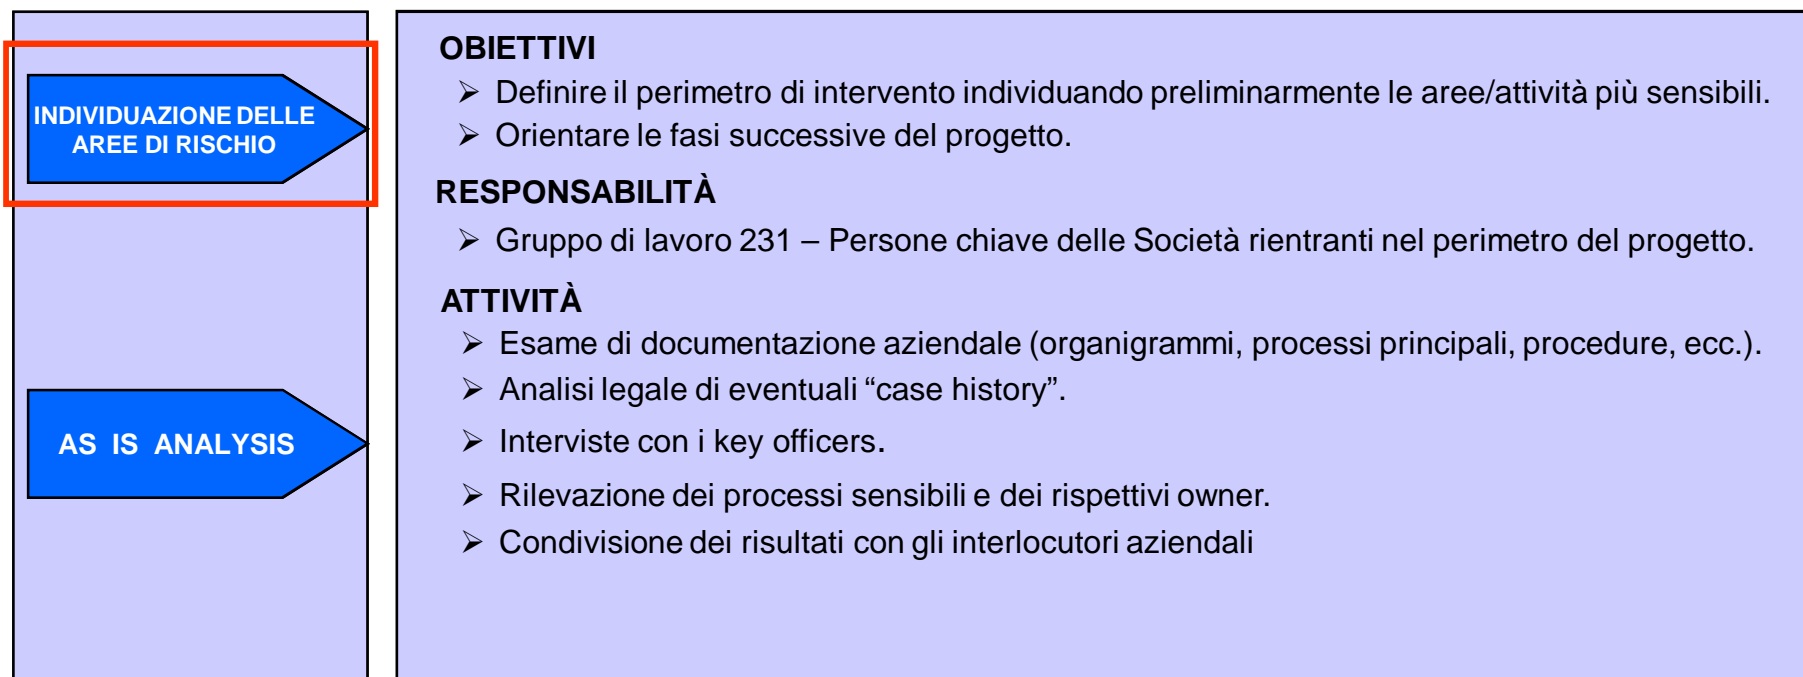 INDIVIDUAZIONE DELLE
AREE DI RISCHIO
AS IS ANALYSIS
OBIETTIVI
➢ Definire il perimetro di intervento individuando preliminarmente le aree/attività più sensibili.
➢ Orientare le fasi successive del progetto.
RESPONSABILITÀ
➢ Gruppo di lavoro 231 – Persone chiave delle Società rientranti nel perimetro del progetto.
ATTIVITÀ
➢ Esame di documentazione aziendale (organigrammi, processi principali, procedure, ecc.).
➢ Analisi legale di eventuali “case history”.
➢ Interviste con i key officers.
➢ Rilevazione dei processi sensibili e dei rispettivi owner.
➢ Condivisione dei risultati con gli interlocutori aziendali